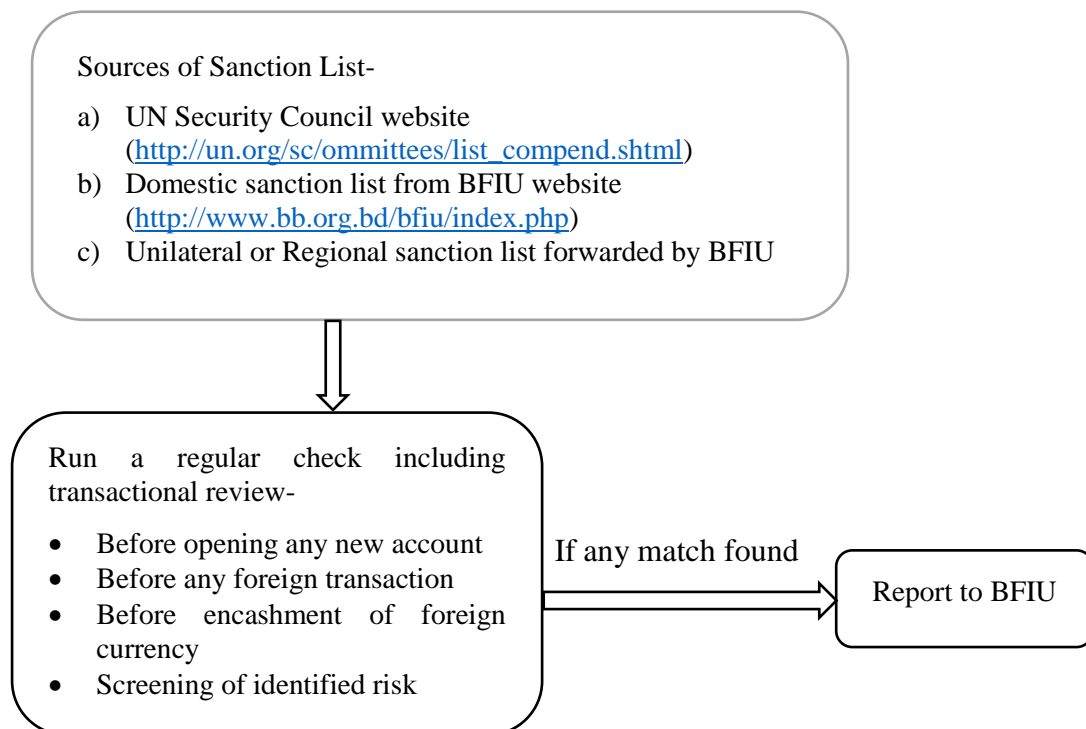 Sources of Sanction List-
a) UN Security Council website
(http://un.org/sc/ommittees/list_compend.shtml)
b) Domestic sanction list from BFIU website
(http://www.bb.org.bd/bfiu/index.php)
c) Unilateral or Regional sanction list forwarded by BFIU
Run a regular check including
transactional review-
• Before opening any new account
• Before any foreign transaction
• Before encashment of foreign
currency
• Screening of identified risk
If any match found
Report to BFIU